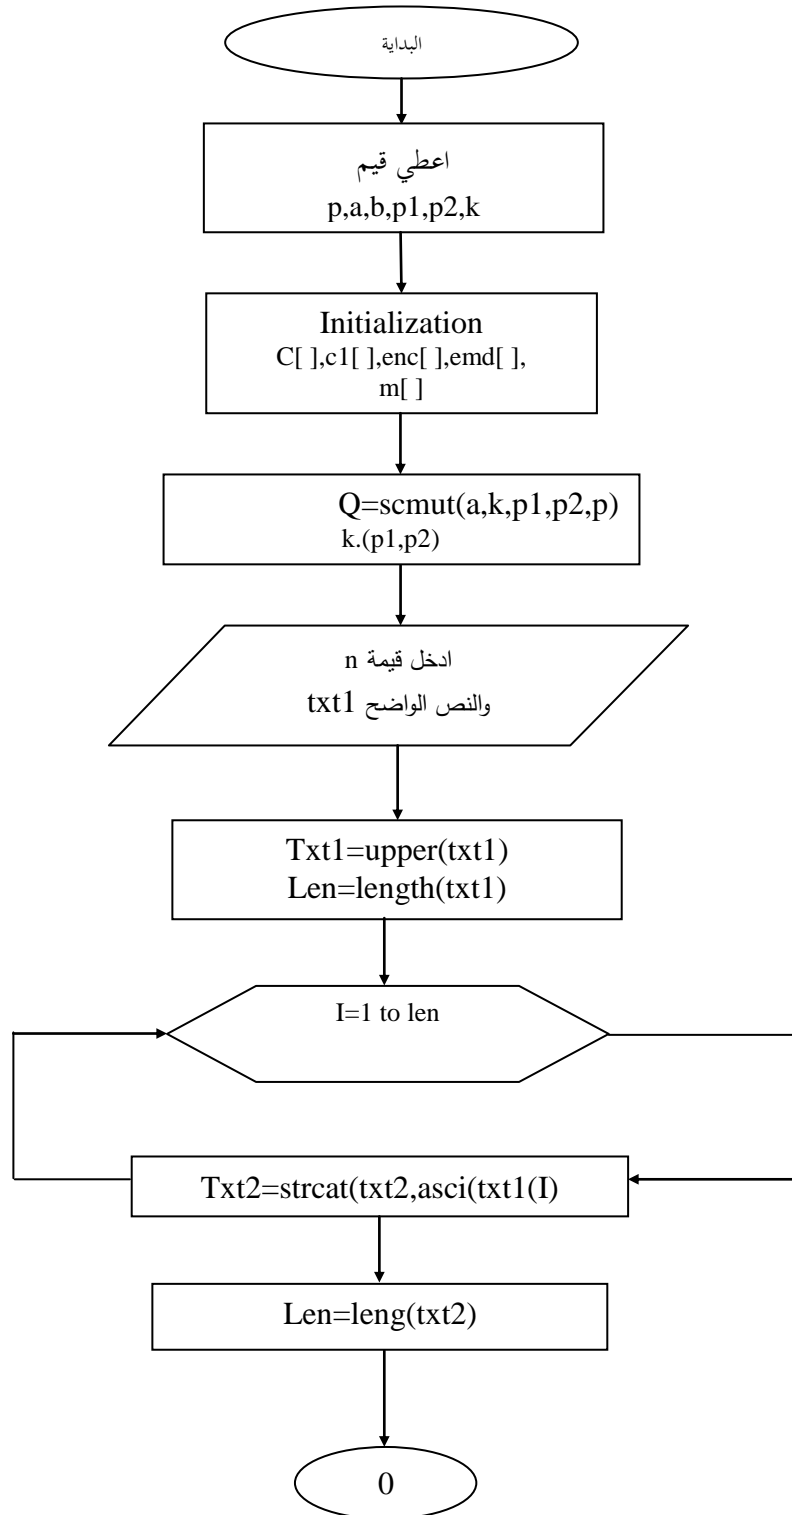 البداية
اعطي قيم
p,a,b,p1,p2,k
Initialization
C[ ],c1[ ],enc[ ],emd[ ],
m[ ]
Q=scmut(a,k,p1,p2,p)
k.(p1,p2)
ادخل قيمة n
والنص الواضح txt1
Txt1=upper(txt1)
Len=length(txt1)
I=1 to len
Txt2=strcat(txt2,asci(txt1(I)
Len=leng(txt2)
0